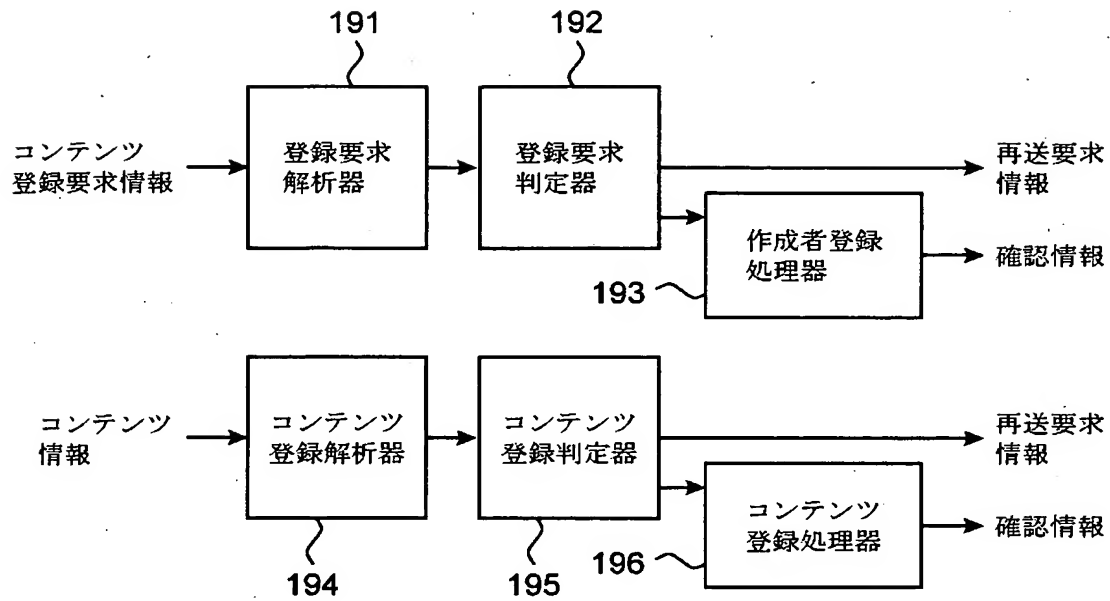 191
192
コンテンツ
登録要求情報
登録要求
解析器
登録要求
判定器
再送要求
情報
作成者登録
処理器
確認情報
193
コンテンツ
情報
コンテンツ
登録解析器
コンテンツ
登録判定器
再送要求
情報
コンテンツ
登録処理器
確認情報
194
195
196